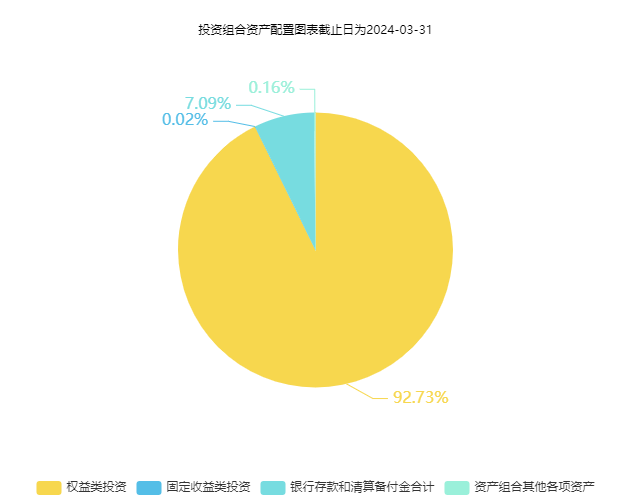 投资组合资产配置图表截止日为2024-03-31
0.16%
7.09%
0.02%
92.73%
权益类投资 固定收益类投资 银行存款和清算备付金合计 资产组合其他各项资产